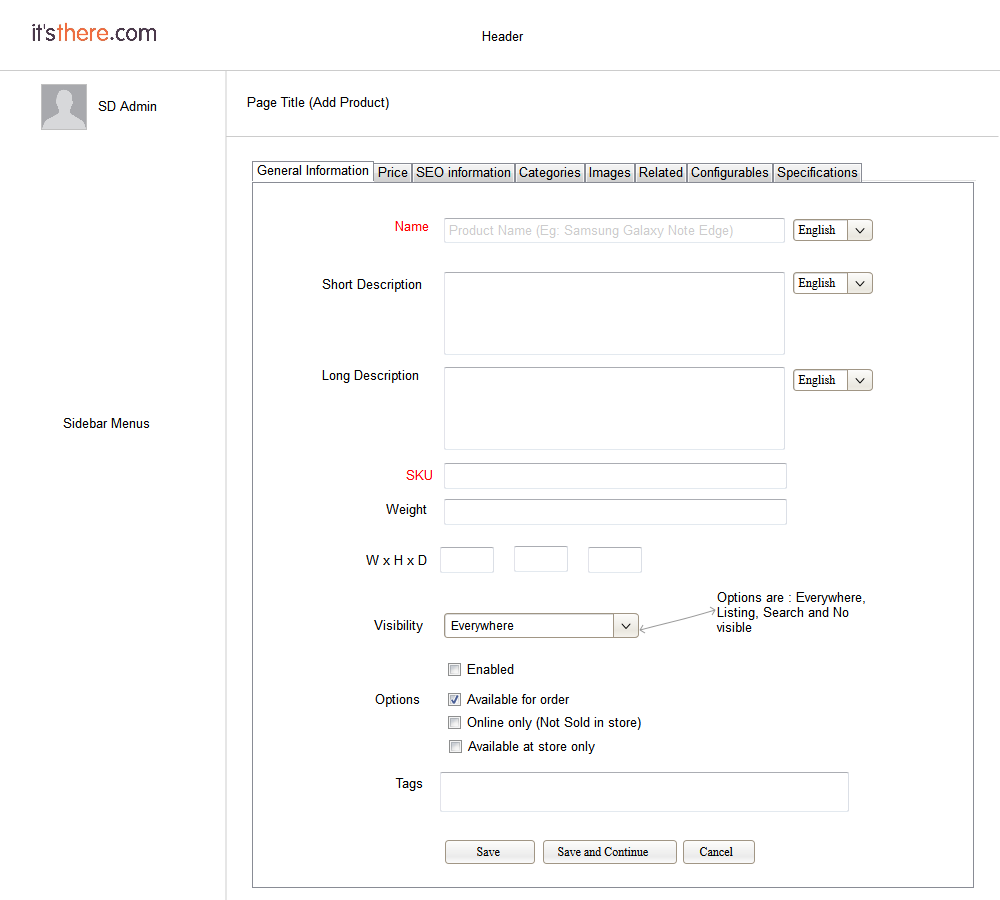 it'sthere.com
Header
SD Admin
Page Title (Add Product)
General Information Price SEO information Categories Images Related Configurables Specifications
Name Product Name (Eg: Samsung Galaxy Note Edge) English
Short Description English
Long Description English
Sidebar Menus
SKU
Weight
W x H x D
Options are : Everywhere,
Listing, Search and No
visible
Visibility Everywhere
Enabled
Options Available for order
Online only (Not Sold in store)
Available at store only
Tags
Save Save and Continue Cancel